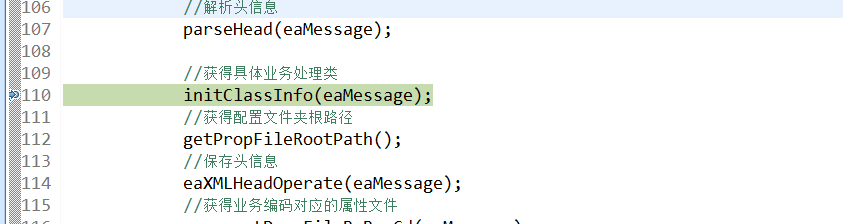 106 //解析头信息
107 parseHead(eaMessage);
108
109 //获得具体业务处理类
110 initClassInfo(eaMessage);
111 //获得配置文件夹根路径
112 getPropFileRootPath();
113 //保存头信息
114 eaXMLHeadOperate(eaMessage);
115 //获得业务编码对应的属性文件